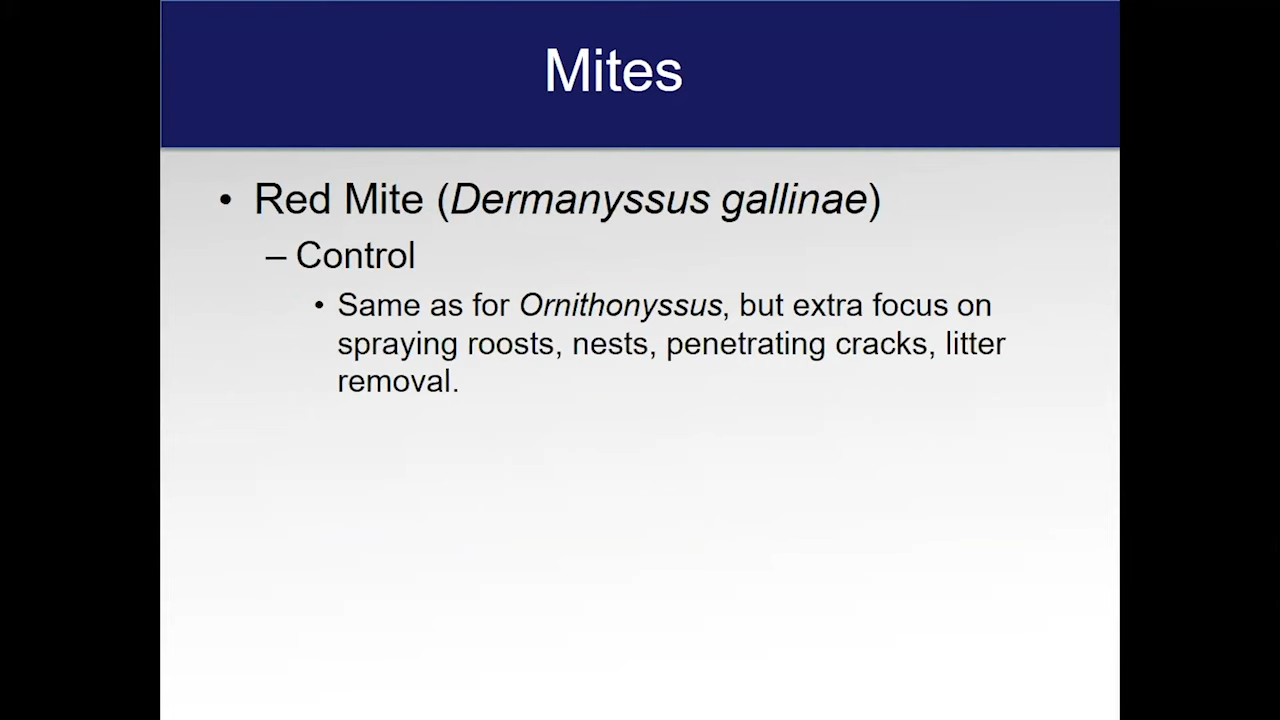 Mites
• Red Mite (Dermanyssus gallinae)
– Control
• Same as for Ornithonyssus, but extra focus on
spraying roosts, nests, penetrating cracks, litter
removal.